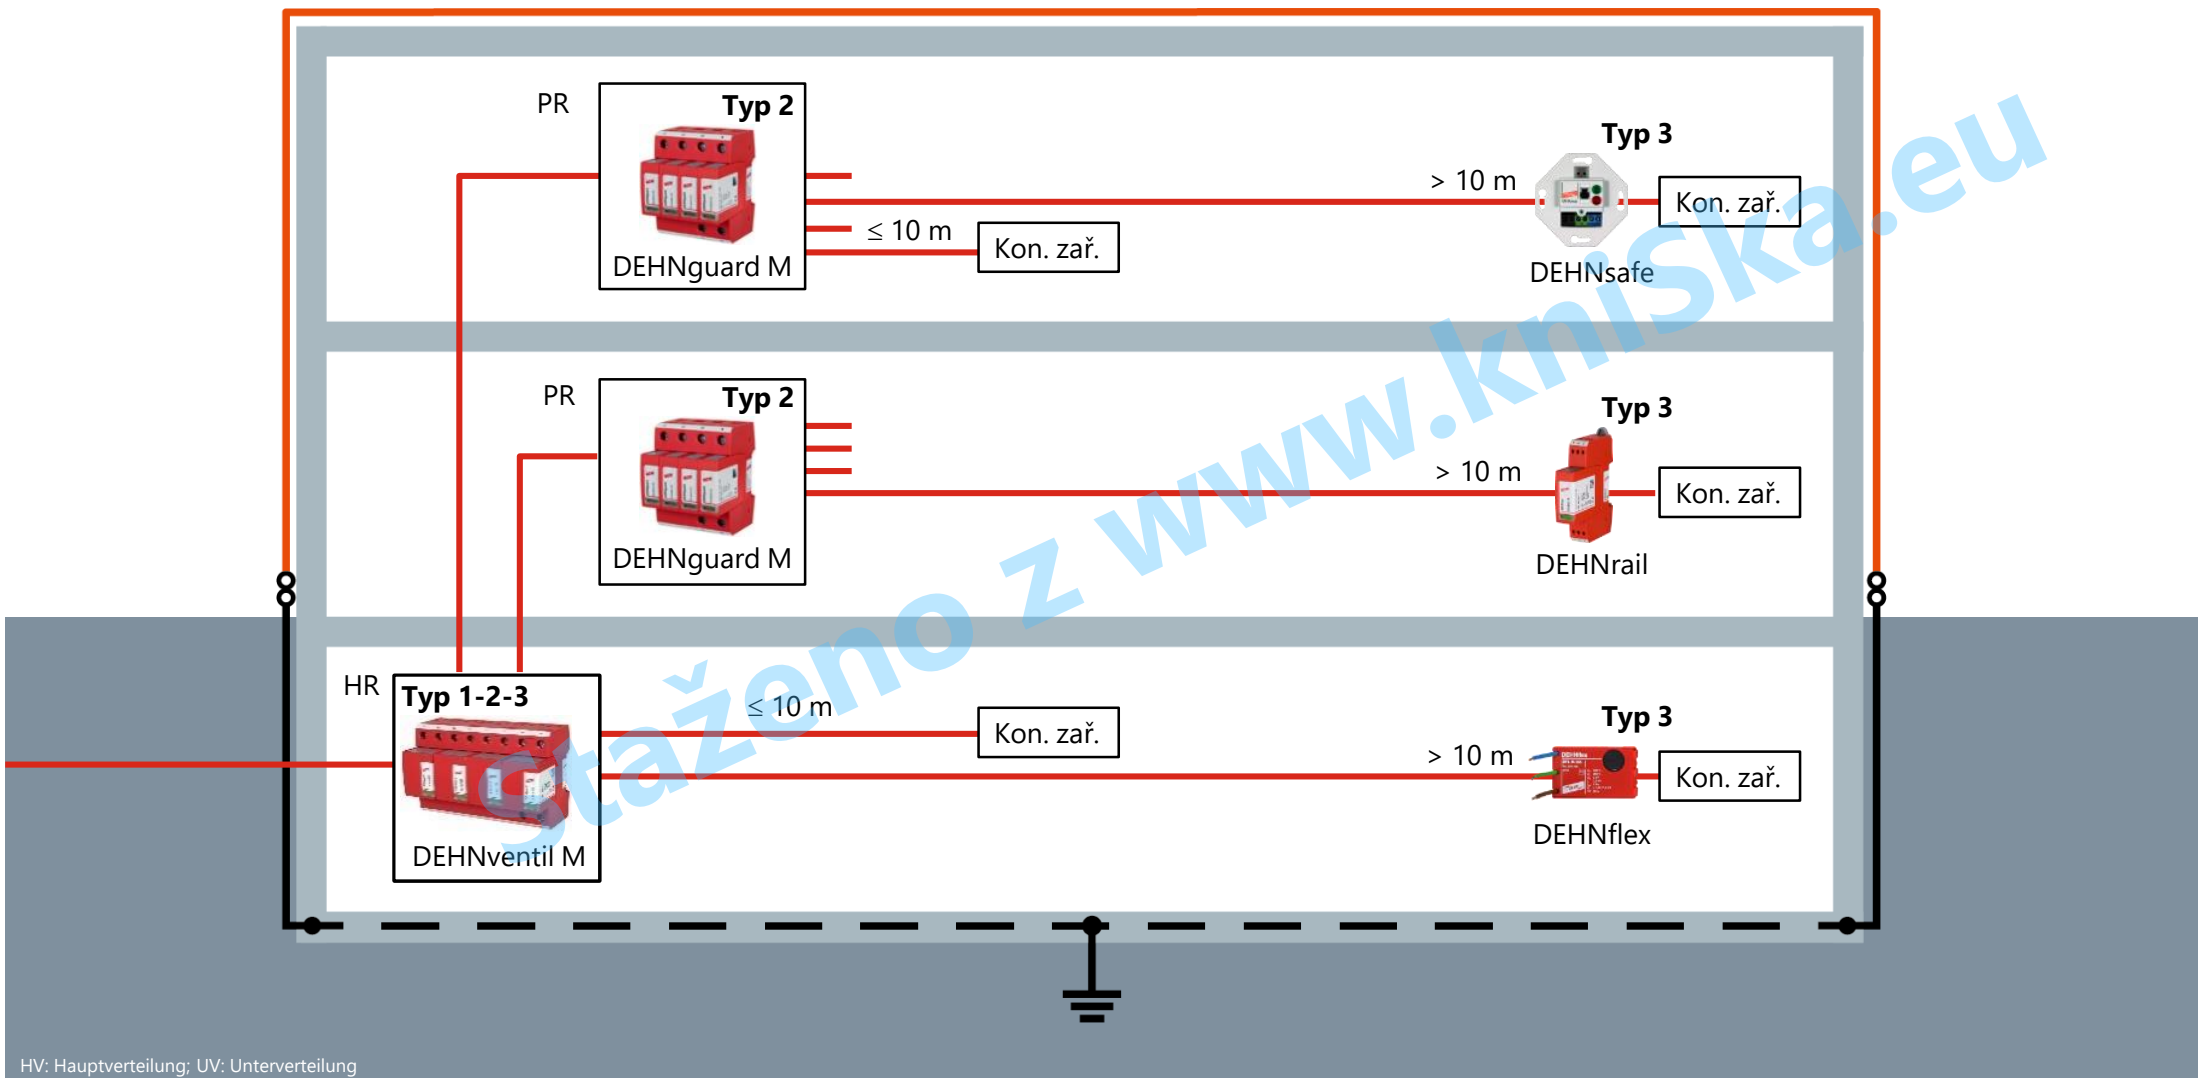 PR
Typ 2
DEHNguard M
≤ 10 m
Kon. zař.
> 10 m
Typ 3
DEHNsafe
Kon. zař.
PR
Typ 2
DEHNguard M
> 10 m
Typ 3
DEHNrail
Kon. zař.
HR
Typ 1-2-3
DEHNventil M
≤ 10 m
Kon. zař.
> 10 m
Typ 3
DEHNflex
Kon. zař.
Staženo z www.kniSka.eu
HV: Hauptverteilung; UV: Unterverteilung